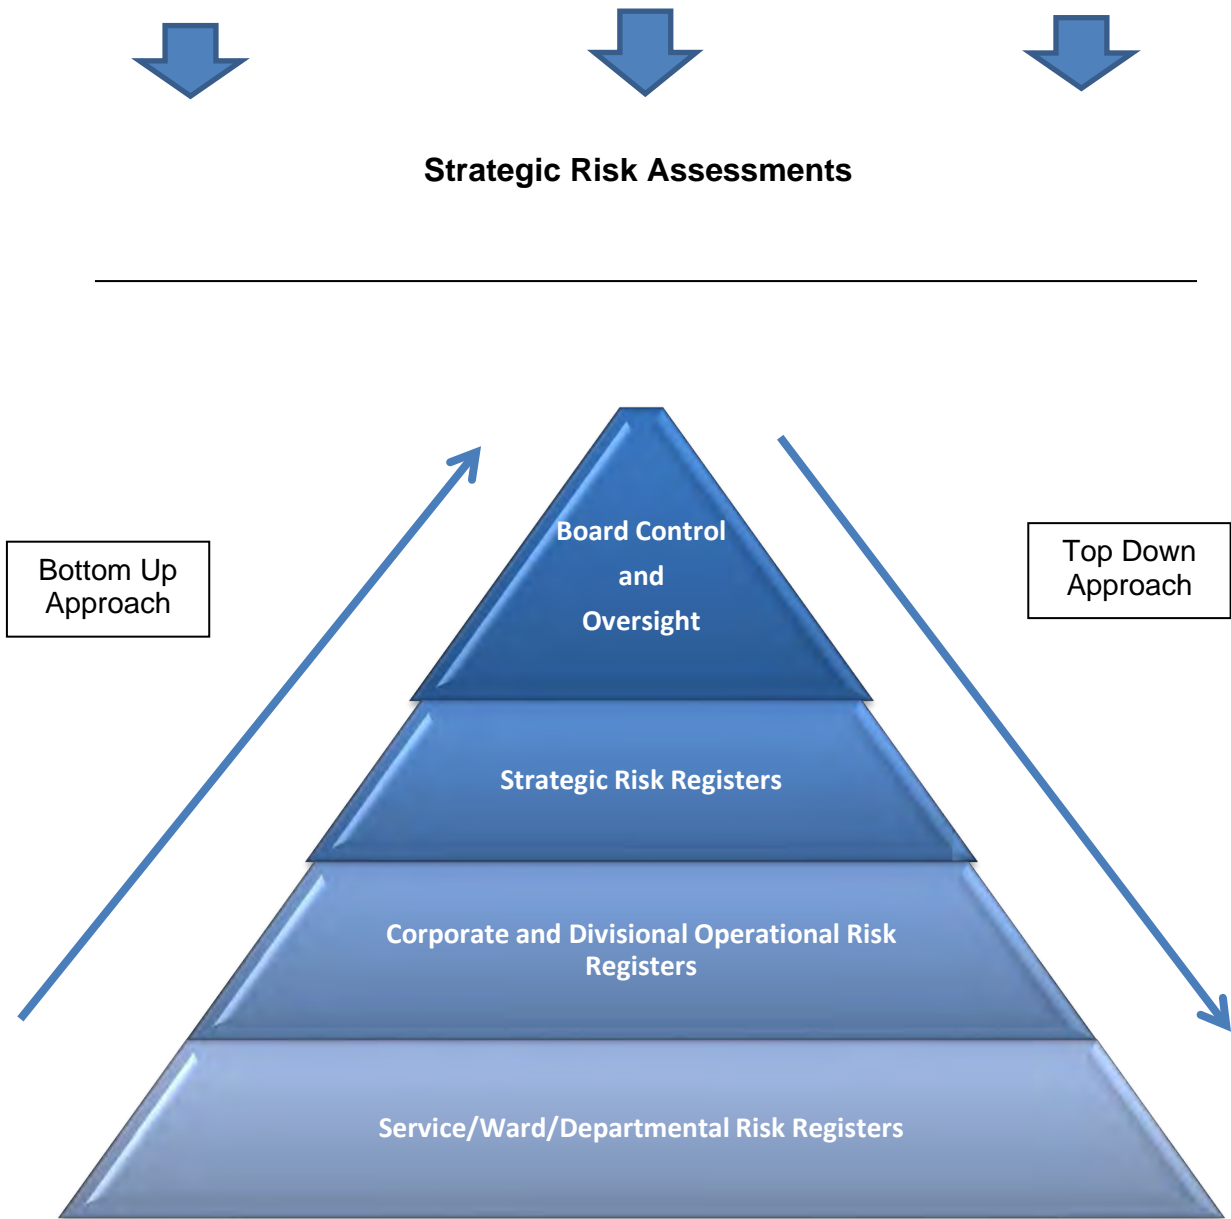 Strategic Risk Assessments
Bottom Up
Approach
Board Control
and
Oversight
Top Down
Approach
Strategic Risk Registers
Corporate and Divisional Operational Risk
Registers
Service/Ward/Departmental Risk Registers